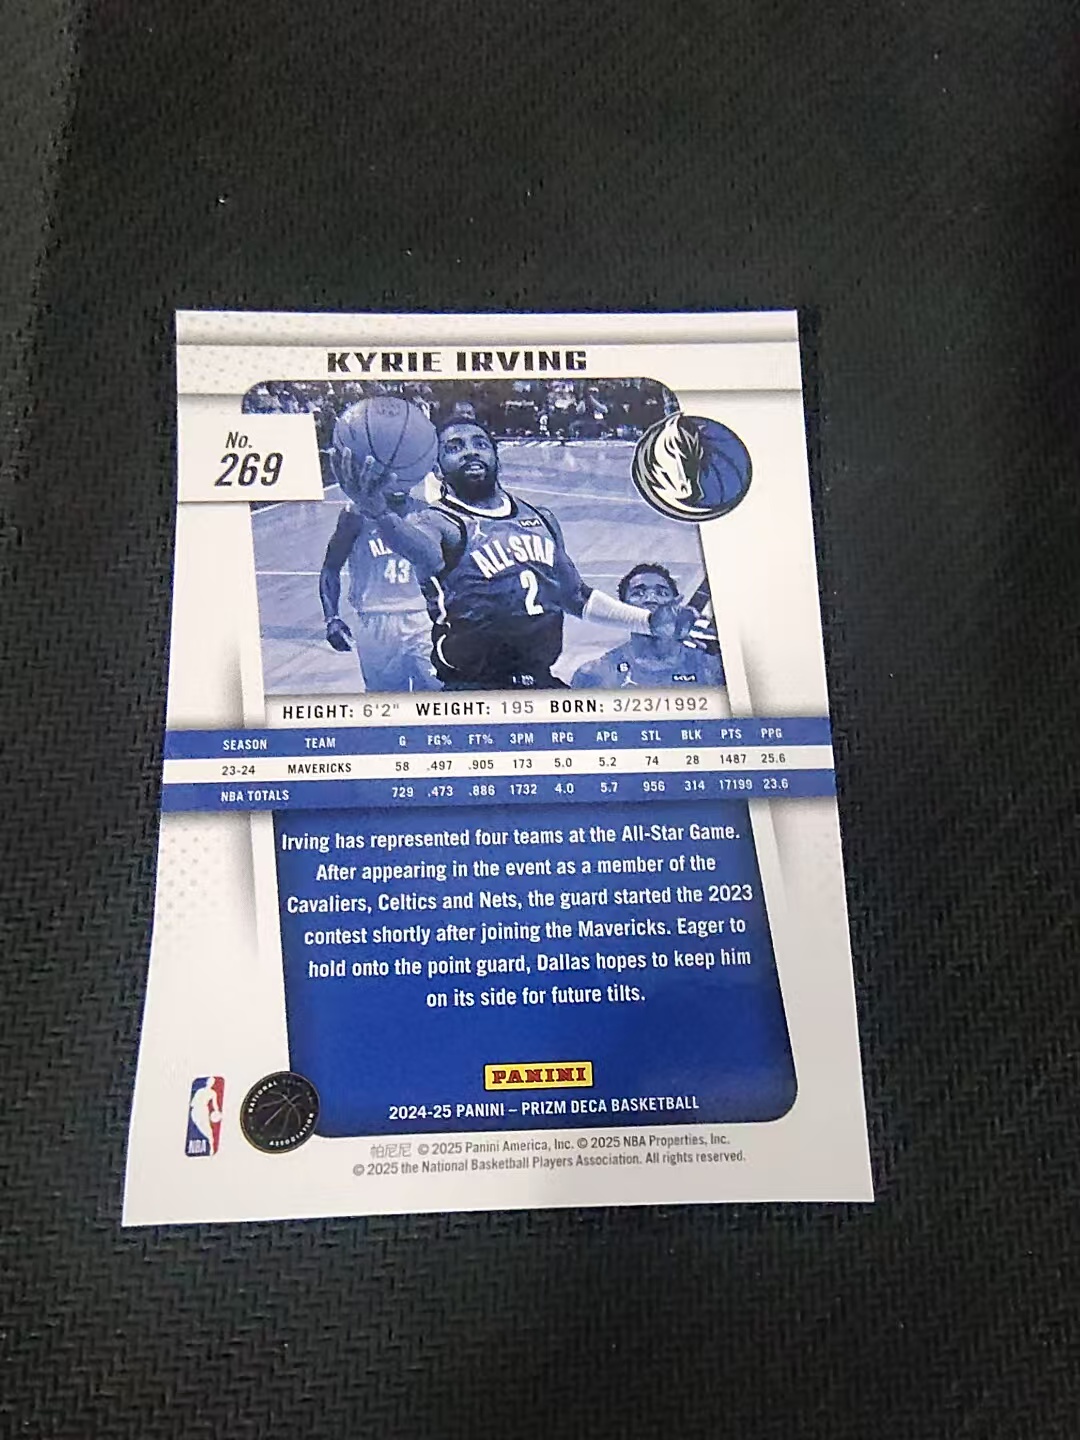 KYRIE IRVING
No.
269
ALL-STAR
2
43
6
HEIGHT: 6'2" WEIGHT: 195 BORN: 3/23/1992
SEASON TEAM G FG% FT% 3PM RPG APG STL BLK PTS PPG
23-24 MAVERICKS 58 .497 .905 173 5.0 5.2 74 28 1487 25.6
NBA TOTALS 729 .473 .886 1732 4.0 5.7 956 314 17199 23.6
Irving has represented four teams at the All-Star Game.
After appearing in the event as a member of the
Cavaliers, Celtics and Nets, the guard started the 2023
contest shortly after joining the Mavericks. Eager to
hold onto the point guard, Dallas hopes to keep him
on its side for future tilts.
PANINI
2024-25 PANINI – PRIZM DECA BASKETBALL
NBA
NATIONAL
ASSOCIATION
帕尼尼 © 2025 Panini America, Inc. © 2025 NBA Properties, Inc.
© 2025 the National Basketball Players Association. All rights reserved.